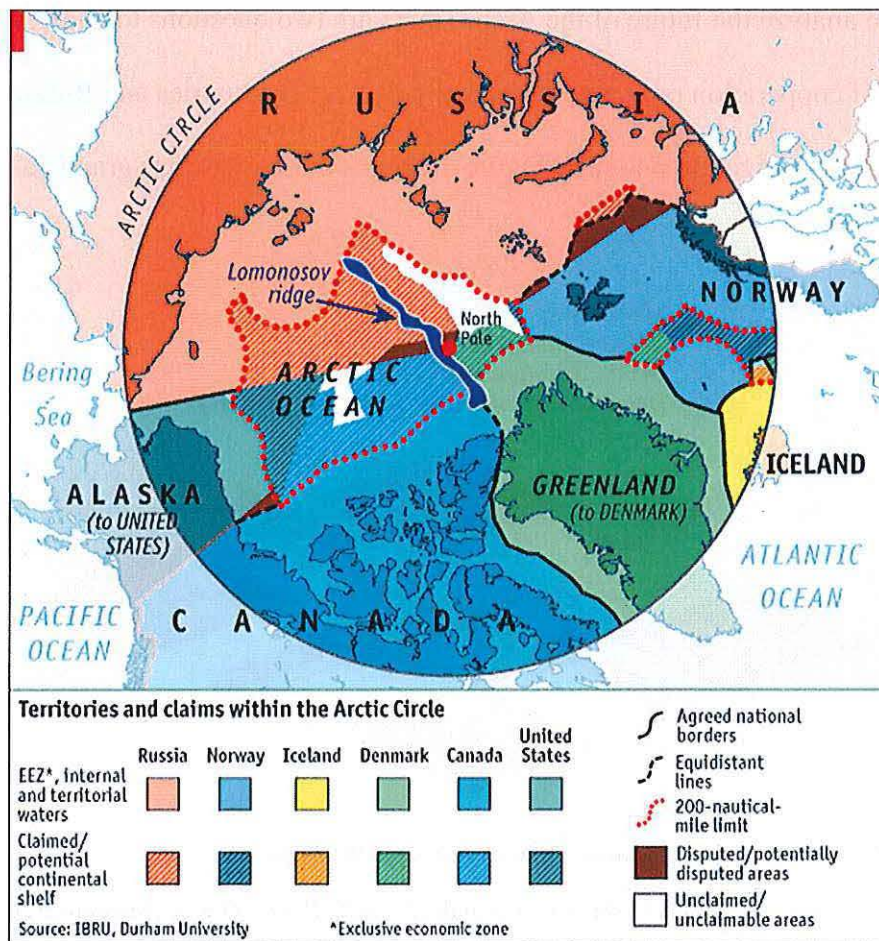 ARCTIC CIRCLE
R U S S I A
Lomonosov
ridge
North
Pole
NORWAY
ARCTIC
OCEAN
Bering
Sea
ICELAND
ALASKA
(to UNITED
STATES)
GREENLAND
(to DENMARK)
ATLANTIC
OCEAN
PACIFIC
OCEAN
C A N A D A
Territories and claims within the Arctic Circle
Russia Norway Iceland Denmark Canada United
States
EEZ*, internal
and territorial
waters
Claimed/
potential
continental
shelf
Agreed national
borders
Equidistant
lines
200-nautical-
mile limit
Disputed/potentially
disputed areas
Unclaimed/
unclaimable areas
Source: IBRU, Durham University *Exclusive economic zone